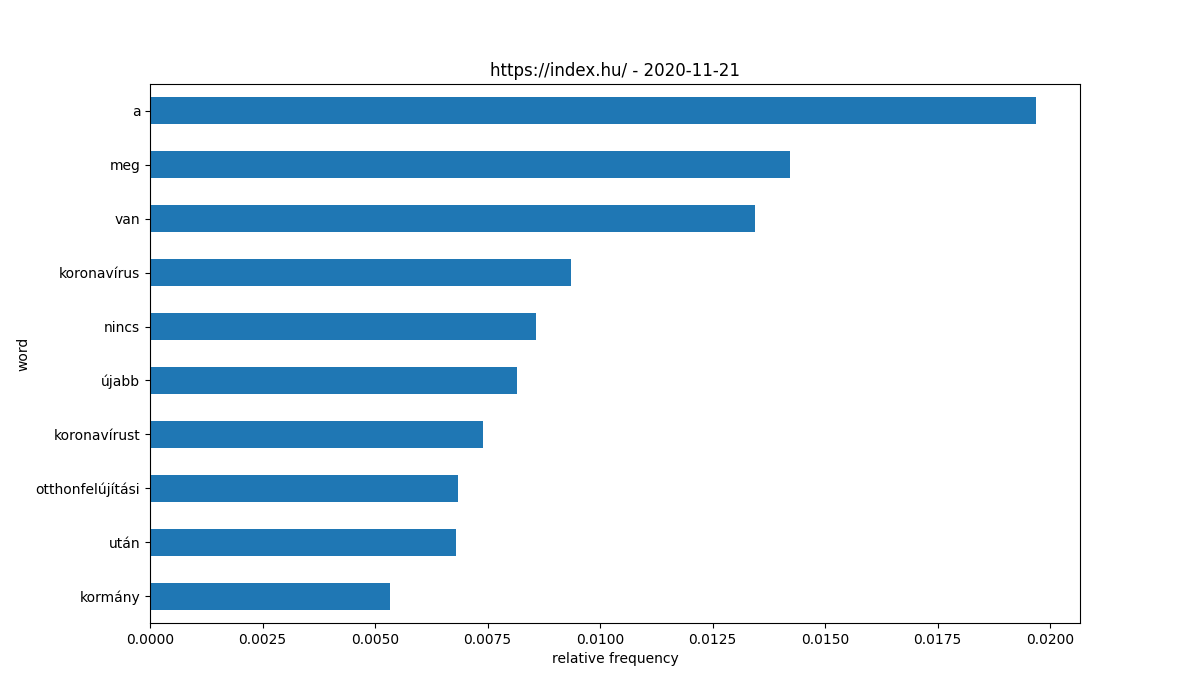 https://index.hu/ - 2020-11-21
a
meg
van
koronavírus
nincs
újabb
koronavírust
otthonfelújítási
után
kormány
word
0.0000 0.0025 0.0050 0.0075 0.0100 0.0125 0.0150 0.0175 0.0200
relative frequency